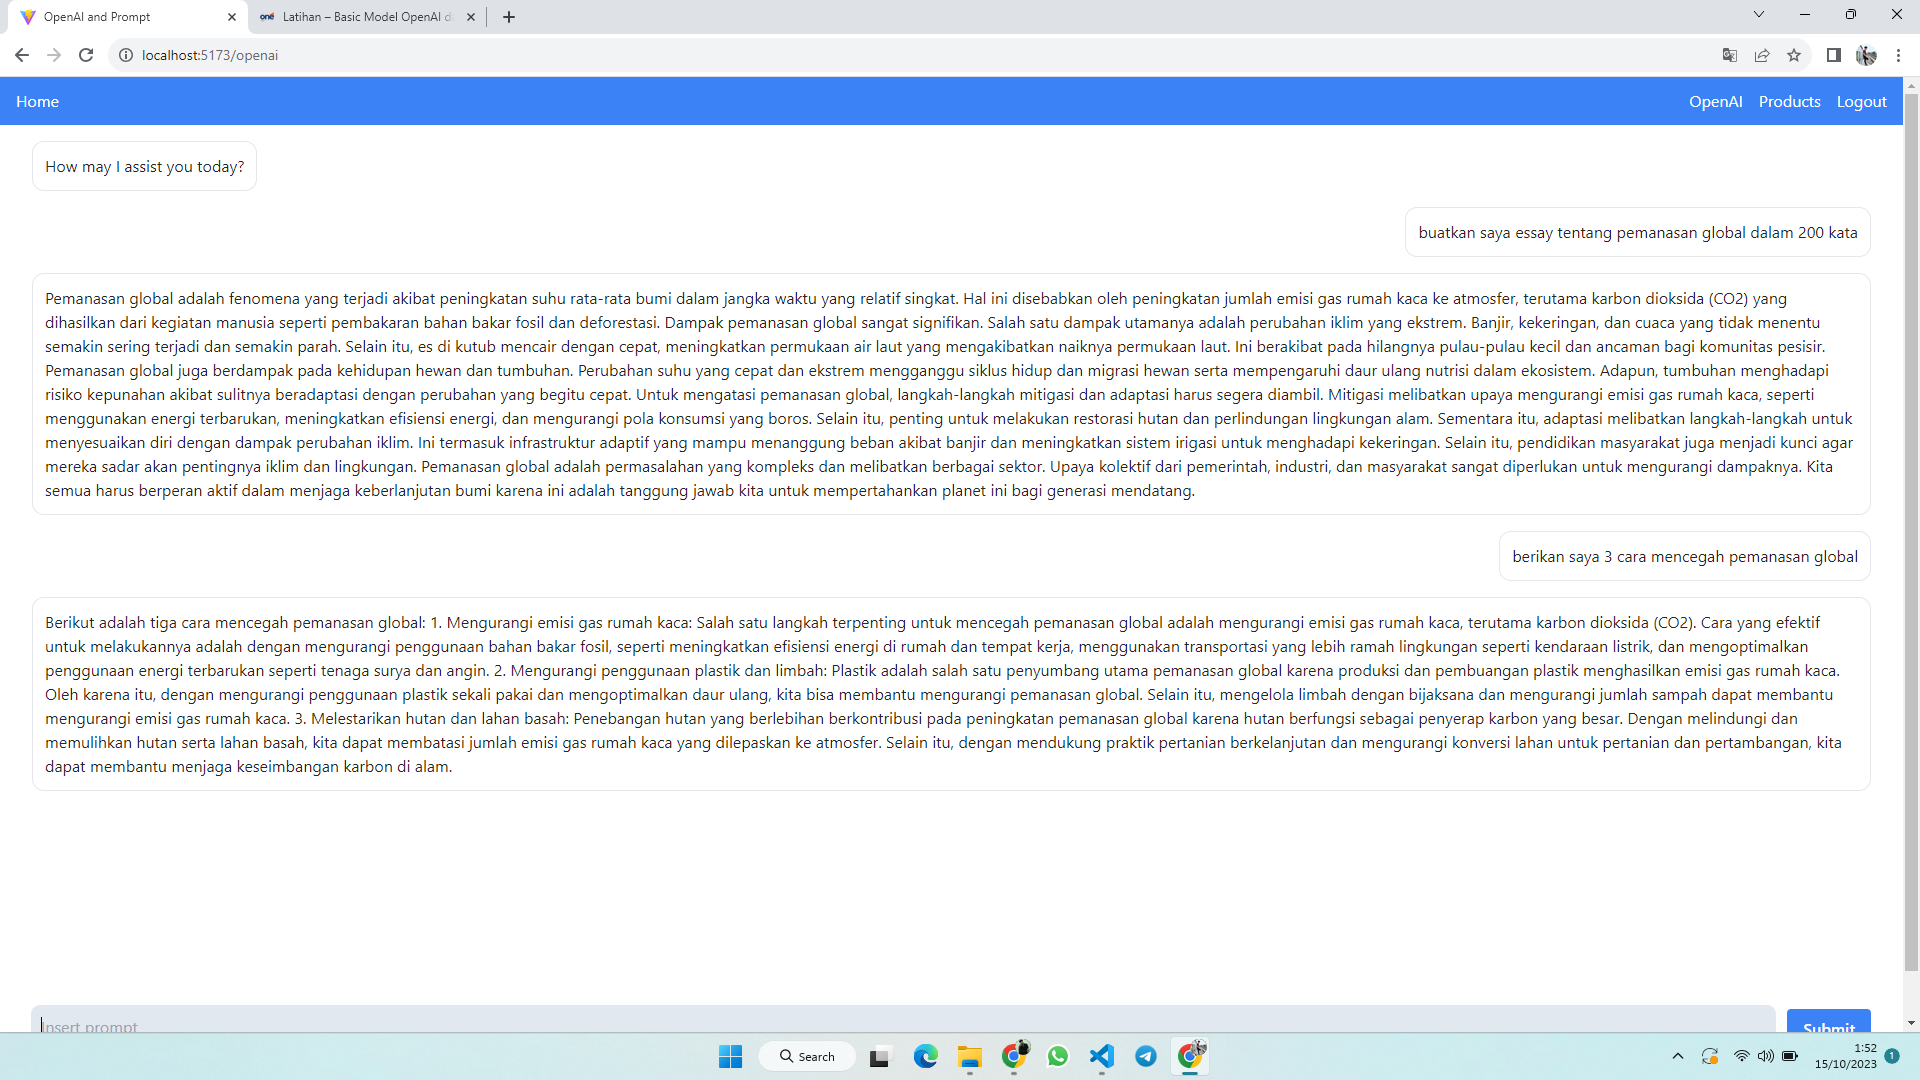 OpenAI and Prompt
Latihan – Basic Model OpenAI d
localhost:5173/openai
Home
OpenAI
Products
Logout
How may I assist you today?
buatkan saya essay tentang pemanasan global dalam 200 kata
Pemanasan global adalah fenomena yang terjadi akibat peningkatan suhu rata-rata bumi dalam jangka waktu yang relatif singkat. Hal ini disebabkan oleh peningkatan jumlah emisi gas rumah kaca ke atmosfer, terutama karbon dioksida (CO2) yang
dihasilkan dari kegiatan manusia seperti pembakaran bahan bakar fosil dan deforestasi. Dampak pemanasan global sangat signifikan. Salah satu dampak utamanya adalah perubahan iklim yang ekstrem. Banjir, kekeringan, dan cuaca yang tidak menentu
semakin sering terjadi dan semakin parah. Selain itu, es di kutub mencair dengan cepat, meningkatkan permukaan air laut yang mengakibatkan naiknya permukaan laut. Ini berakibat pada hilangnya pulau-pulau kecil dan ancaman bagi komunitas pesisir.
Pemanasan global juga berdampak pada kehidupan hewan dan tumbuhan. Perubahan suhu yang cepat dan ekstrem mengganggu siklus hidup dan migrasi hewan serta mempengaruhi daur ulang nutrisi dalam ekosistem. Adapun, tumbuhan menghadapi
risiko kepunahan akibat sulitnya beradaptasi dengan perubahan yang begitu cepat. Untuk mengatasi pemanasan global, langkah-langkah mitigasi dan adaptasi harus segera diambil. Mitigasi melibatkan upaya mengurangi emisi gas rumah kaca, seperti
menggunakan energi terbarukan, meningkatkan efisiensi energi, dan mengurangi pola konsumsi yang boros. Selain itu, penting untuk melakukan restorasi hutan dan perlindungan lingkungan alam. Sementara itu, adaptasi melibatkan langkah-langkah untuk
menyesuaikan diri dengan dampak perubahan iklim. Ini termasuk infrastruktur adaptif yang mampu menanggung beban akibat banjir dan meningkatkan sistem irigasi untuk menghadapi kekeringan. Selain itu, pendidikan masyarakat juga menjadi kunci agar
mereka sadar akan pentingnya iklim dan lingkungan. Pemanasan global adalah permasalahan yang kompleks dan melibatkan berbagai sektor. Upaya kolektif dari pemerintah, industri, dan masyarakat sangat diperlukan untuk mengurangi dampaknya. Kita
semua harus berperan aktif dalam menjaga keberlanjutan bumi karena ini adalah tanggung jawab kita untuk mempertahankan planet ini bagi generasi mendatang.
berikan saya 3 cara mencegah pemanasan global
Berikut adalah tiga cara mencegah pemanasan global: 1. Mengurangi emisi gas rumah kaca: Salah satu langkah terpenting untuk mencegah pemanasan global adalah mengurangi emisi gas rumah kaca, terutama karbon dioksida (CO2). Cara yang efektif
untuk melakukannya adalah dengan mengurangi penggunaan bahan bakar fosil, seperti meningkatkan efisiensi energi di rumah dan tempat kerja, menggunakan transportasi yang lebih ramah lingkungan seperti kendaraan listrik, dan mengoptimalkan
penggunaan energi terbarukan seperti tenaga surya dan angin. 2. Mengurangi penggunaan plastik dan limbah: Plastik adalah salah satu penyumbang utama pemanasan global karena produksi dan pembuangan plastik menghasilkan emisi gas rumah kaca.
Oleh karena itu, dengan mengurangi penggunaan plastik sekali pakai dan mengoptimalkan daur ulang, kita bisa membantu mengurangi pemanasan global. Selain itu, mengelola limbah dengan bijaksana dan mengurangi jumlah sampah dapat membantu
mengurangi emisi gas rumah kaca. 3. Melestarikan hutan dan lahan basah: Penebangan hutan yang berlebihan berkontribusi pada peningkatan pemanasan global karena hutan berfungsi sebagai penyerap karbon yang besar. Dengan melindungi dan
memulihkan hutan serta lahan basah, kita dapat membatasi jumlah emisi gas rumah kaca yang dilepaskan ke atmosfer. Selain itu, dengan mendukung praktik pertanian berkelanjutan dan mengurangi konversi lahan untuk pertanian dan pertambangan, kita
dapat membantu menjaga keseimbangan karbon di alam.
Insert prompt
Submit
Search
1:52
15/10/2023
1